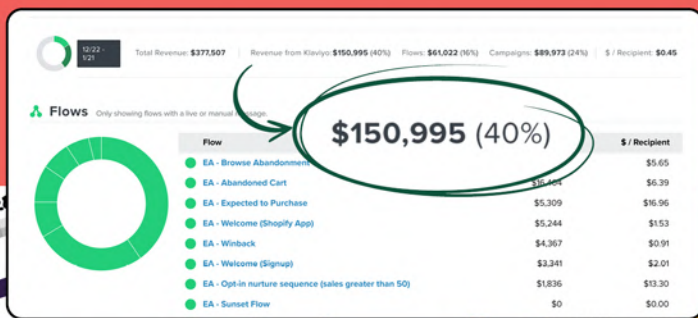 12/22 -
1/21
Total Revenue: $377,507 Revenue from Klaviyo: $150,995 (40%) Flows: $61,022 (16%) Campaigns: $89,973 (24%) $ / Recipient: $0.45
Flows Only showing flows with a live or manual message.
$150,995 (40%)
Flow $ / Recipient
EA - Browse Abandonment $5.65
EA - Abandoned Cart $6.39
EA - Expected to Purchase $5,309 $16.96
EA - Welcome (Shopify App) $5,244 $1.53
EA - Winback $4,367 $0.91
EA - Welcome (Signup) $3,341 $2.01
EA - Opt-in nurture sequence (sales greater than 50) $1,836 $13.30
EA - Sunset Flow $0 $0.00